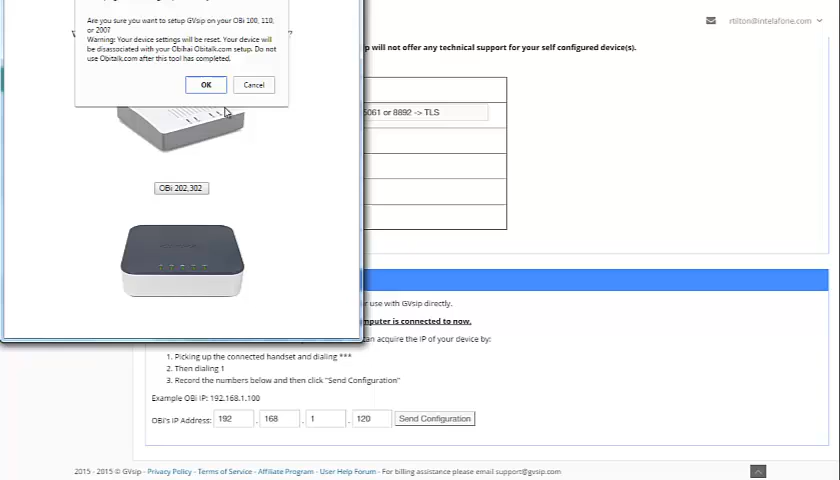 Are you sure you want to setup GVsip on your OBi 100, 110,
or 200?
Warning: Your device settings will be reset. Your device will
be disassociated with your Obihai Obitalk.com setup. Do not
use Obitalk.com after this tool has completed.
OK Cancel
OBi 202,302
rtilton@intelafone.com
ip will not offer any technical support for your self configured device(s).
5061 or 8892 -> TLS
r use with GVsip directly.
mputer is connected to now.
can acquire the IP of your device by:
1. Picking up the connected handset and dialing ***
2. Then dialing 1
3. Record the numbers below and then click "Send Configuration"
Example OBi IP: 192.168.1.100
OBi's IP Address: 192 . 168 . 1 . 120 Send Configuration
2015 - 2015 © GVsip - Privacy Policy - Terms of Service - Affiliate Program - User Help Forum - For billing assistance please email support@gvsip.com